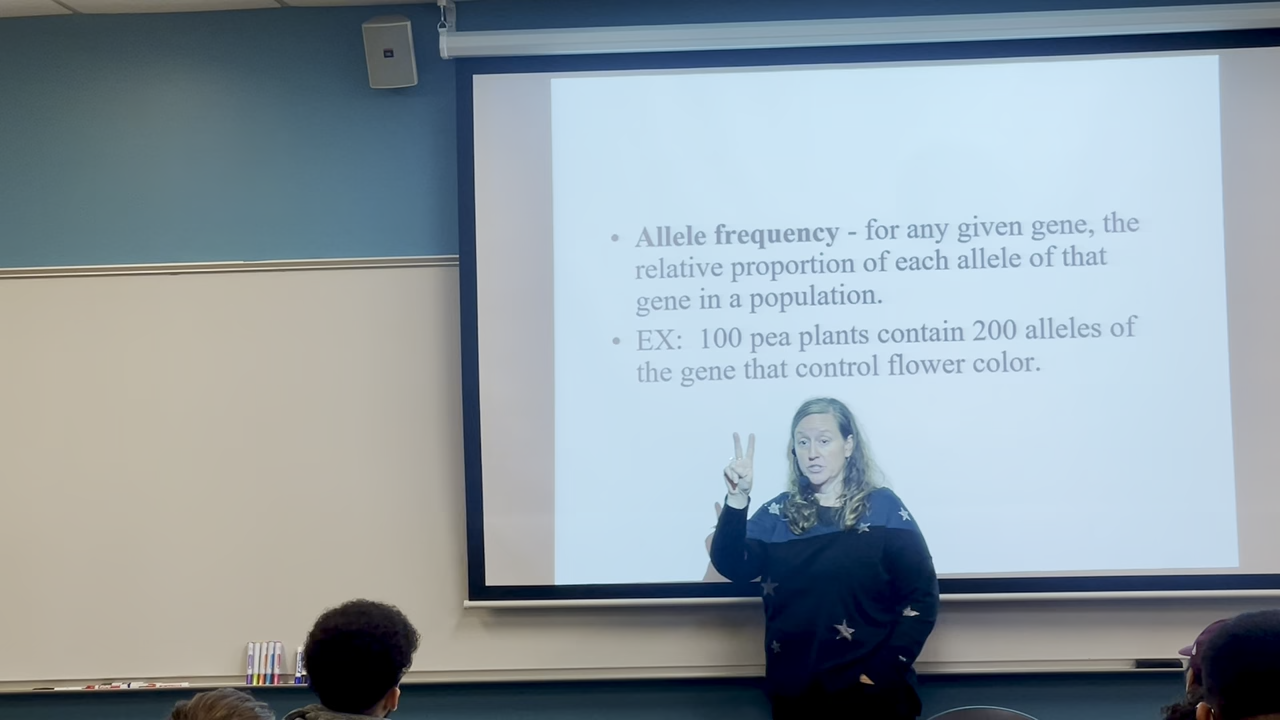 • Allele frequency - for any given gene, the
relative proportion of each allele of that
gene in a population.
• EX: 100 pea plants contain 200 alleles of
the gene that control flower color.